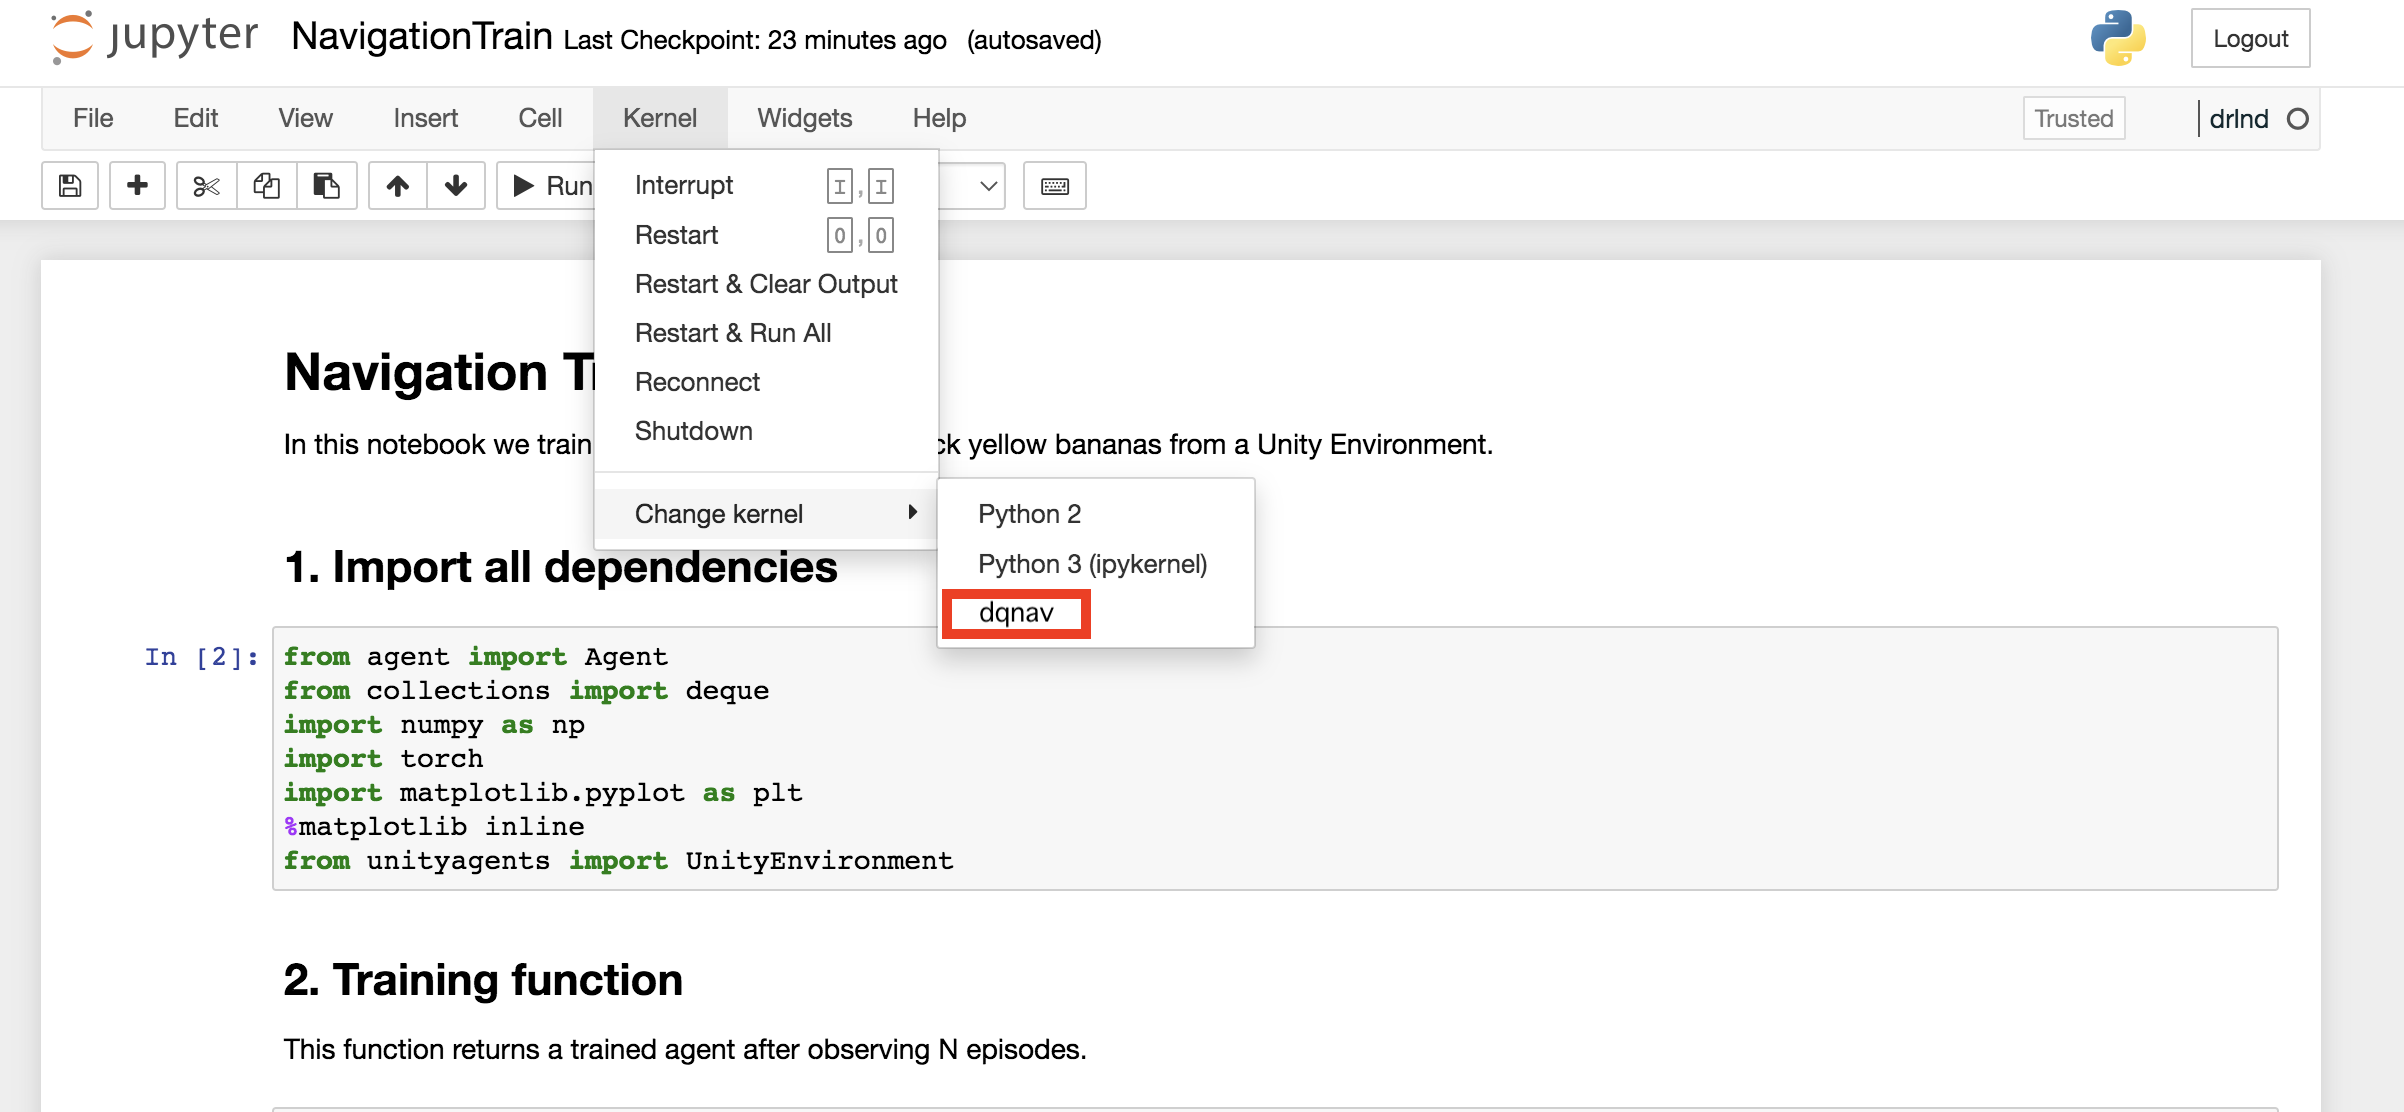 jupyter NavigationTrain Last Checkpoint: 23 minutes ago (autosaved) Logout
File Edit View Insert Cell Kernel Widgets Help Trusted drlnd
Run
Interrupt I,I
Restart 0,0
Restart & Clear Output
Restart & Run All
Reconnect
Shutdown
Change kernel
Python 2
Python 3 (ipykernel)
dqnav
Navigation
In this notebook we train ck yellow bananas from a Unity Environment.
1. Import all dependencies
In [2]: from agent import Agent
from collections import deque
import numpy as np
import torch
import matplotlib.pyplot as plt
%matplotlib inline
from unityagents import UnityEnvironment
2. Training function
This function returns a trained agent after observing N episodes.